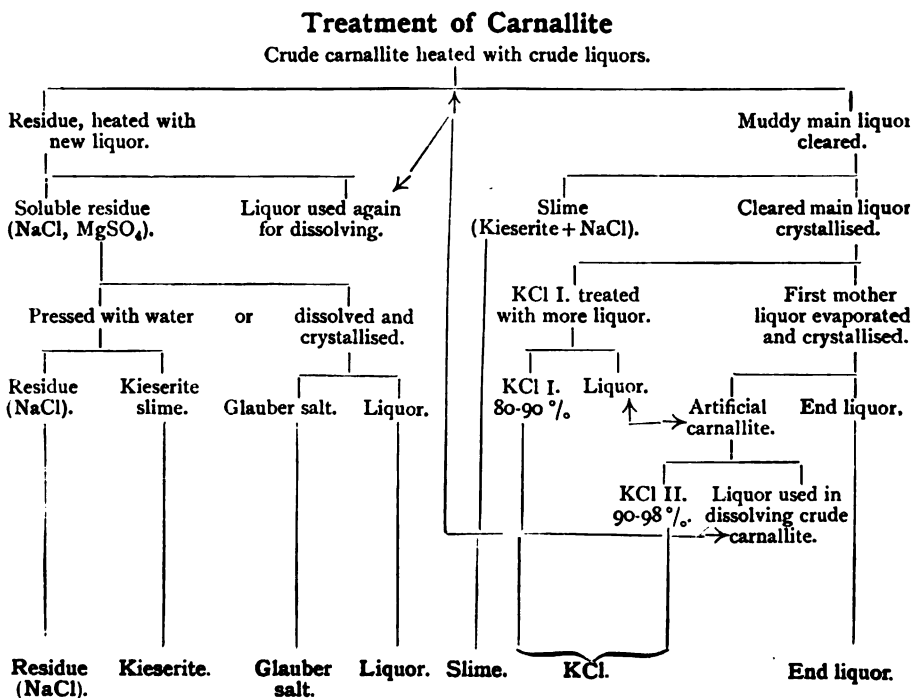 Treatment of Carnallite
Crude carnallite heated with crude liquors.
Residue, heated with
new liquor.
Muddy main liquor
cleared.
Soluble residue
(NaCl, MgSO₄).
Liquor used again
for dissolving.
Slime
(Kieserite + NaCl).
Cleared main liquor
crystallised.
KCl I. treated
with more liquor.
First mother
liquor evaporated
and crystallised.
Pressed with water
or
dissolved and
crystallised.
Residue
(NaCl).
Kieserite
slime.
Glauber salt.
Liquor.
KCl I.
80-90 %
Liquor.
Artificial
carnallite.
End liquor.
KCl II.
90-98 %.
Liquor used in
dissolving crude
carnallite.
Residue
(NaCl).
Kieserite.
Glauber
salt.
Liquor.
Slime.
KCl.
End liquor.